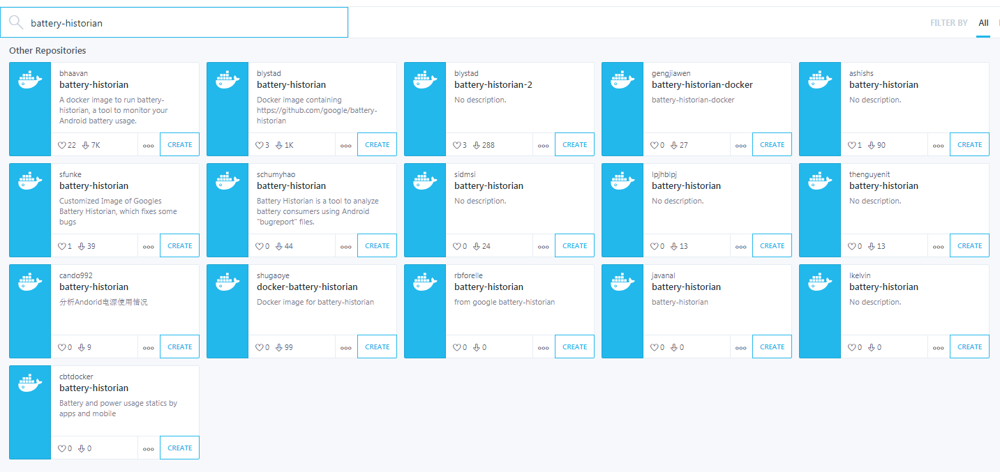 battery-historian
FILTER BY All
Other Repositories
bhaavan
battery-historian
A docker image to run battery-
historian, a tool to monitor your
Android battery usage.
22 7K
CREATE
blystad
battery-historian
Docker image containing
https://github.com/google/battery-
historian
3 1K
CREATE
blystad
battery-historian-2
No description.
3 288
CREATE
gengjiawen
battery-historian-docker
battery-historian-docker
0 27
CREATE
ashishs
battery-historian
No description.
1 90
CREATE
sfunke
battery-historian
Customized Image of Googles
Battery Historian, which fixes some
bugs
1 39
CREATE
schumyhao
battery-historian
Battery Historian is a tool to analyze
battery consumers using Android
"bugreport" files.
0 44
CREATE
sidmsi
battery-historian
No description.
0 24
CREATE
lpjhblpj
battery-historian
No description.
0 13
CREATE
thenguyenit
battery-historian
No description.
0 13
CREATE
cando992
battery-historian
分析Andorid电源使用情况
0 9
CREATE
shugaoye
docker-battery-historian
Docker image for battery-historian
0 99
CREATE
rbforelle
battery-historian
from google battery-historian
0 0
CREATE
javanal
battery-historian
battery-historian
0 0
CREATE
lkelvin
battery-historian
No description.
0 0
CREATE
cbtdocker
battery-historian
Battery and power usage statics by
apps and mobile
0 0
CREATE